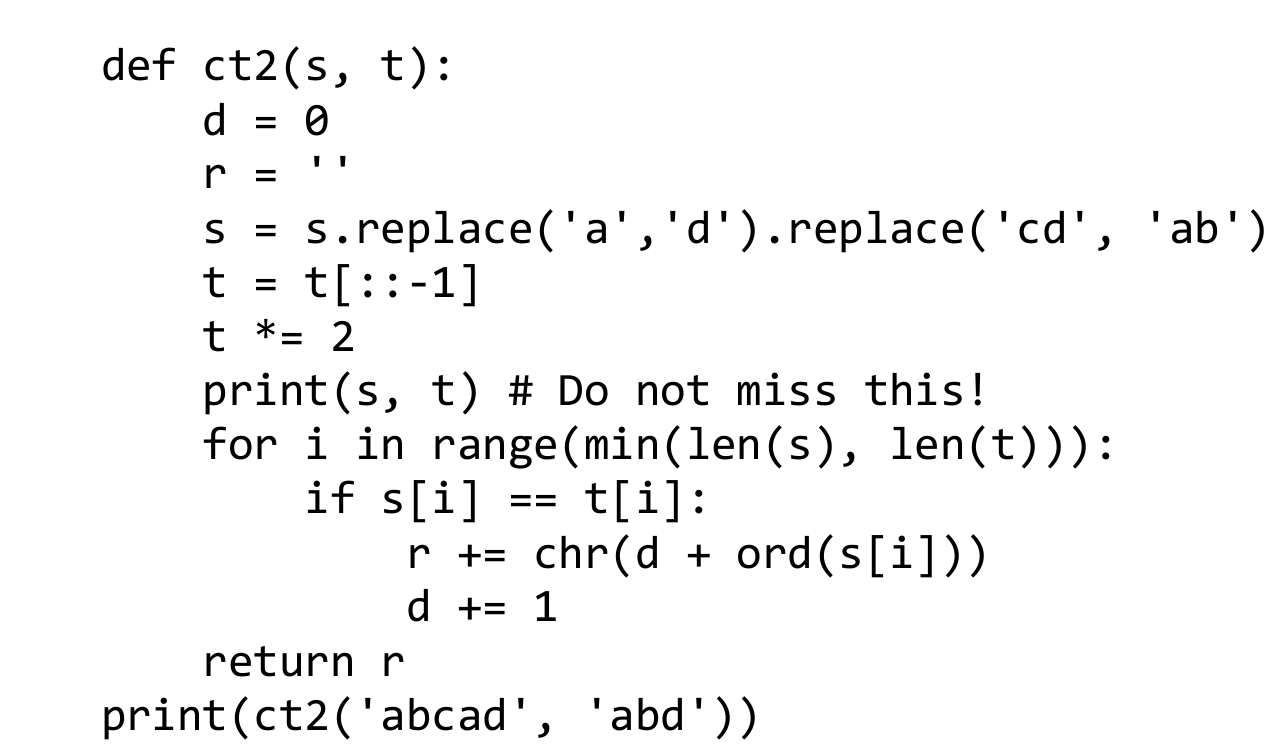 def ct2(s, t):
    d = 0
    r = ''
    s = s.replace('a','d').replace('cd', 'ab')
    t = t[::-1]
    t *= 2
    print(s, t) # Do not miss this!
    for i in range(min(len(s), len(t))):
        if s[i] == t[i]:
            r += chr(d + ord(s[i]))
            d += 1
    return r
print(ct2('abcad', 'abd'))